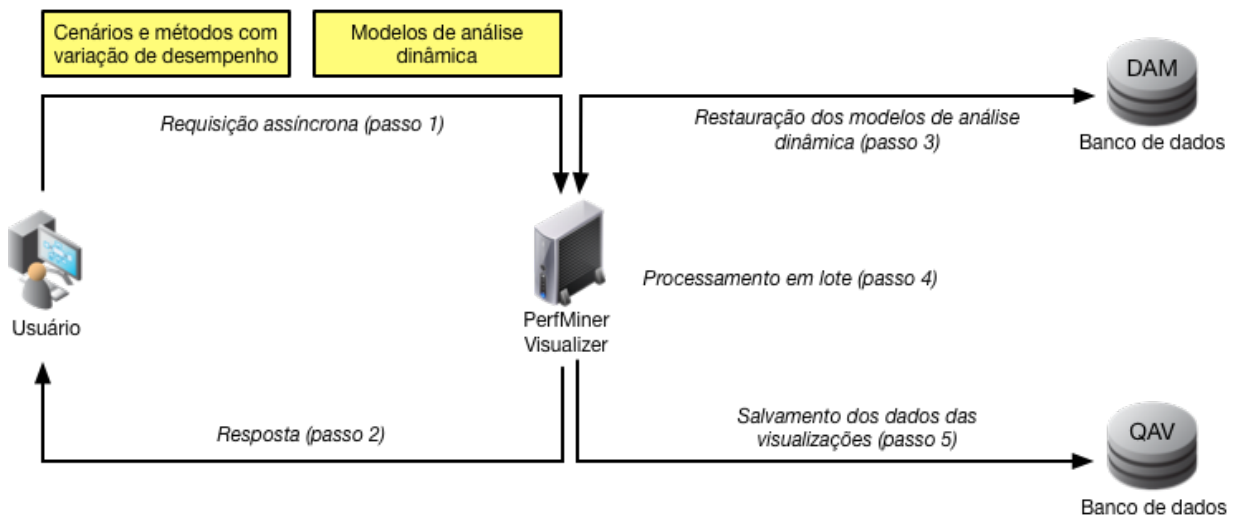 Cenários e métodos com
variação de desempenho
Modelos de análise
dinâmica
DAM
Banco de dados
Requisição assíncrona (passo 1)
Restauração dos modelos de análise
dinâmica (passo 3)
Usuário
PerfMiner
Visualizer
Processamento em lote (passo 4)
Resposta (passo 2)
Salvamento dos dados das
visualizações (passo 5)
QAV
Banco de dados